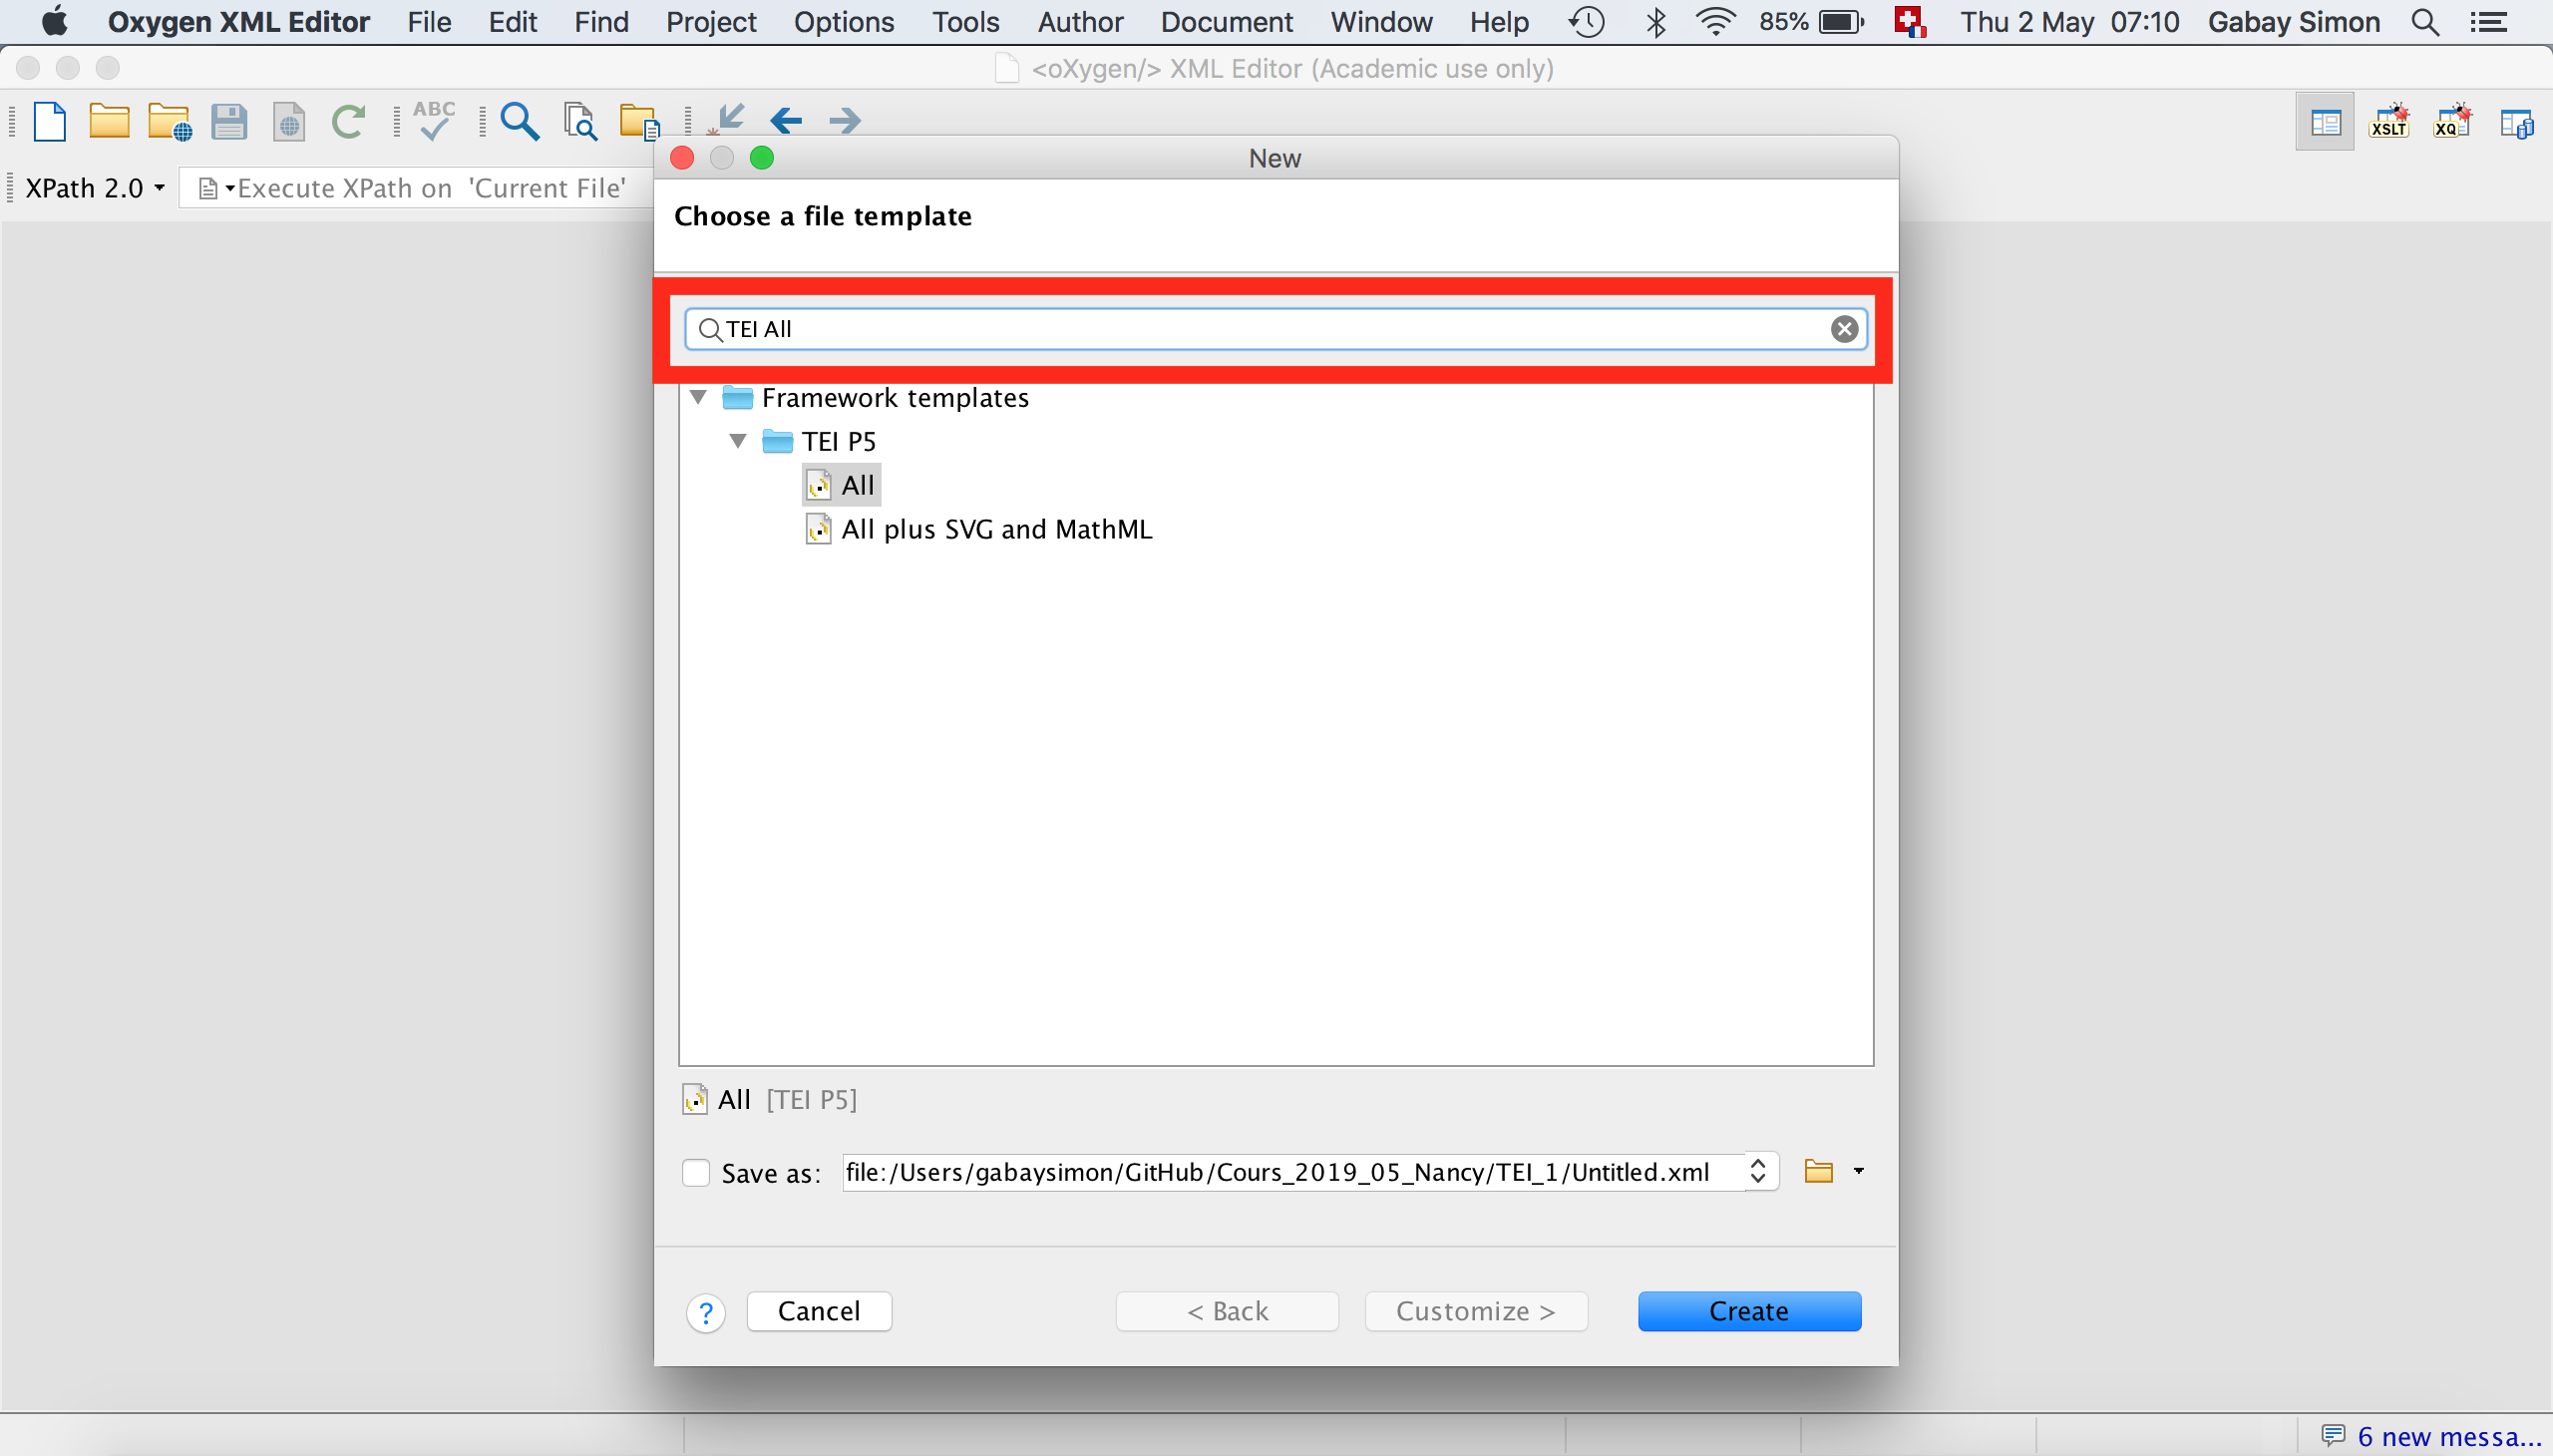 Oxygen XML Editor File Edit Find Project Options Tools Author Document Window Help 85% Thu 2 May 07:10 Gabay Simon
<oXygen/> XML Editor (Academic use only)
ABC
XSLT XQ
XPath 2.0 Execute XPath on 'Current File'
New
Choose a file template
TEI All
Framework templates
TEI P5
All
All plus SVG and MathML
All [TEI P5]
Save as: file:/Users/gabaysimon/GitHub/Cours_2019_05_Nancy/TEI_1/Untitled.xml
? Cancel < Back Customize > Create
6 new messa...